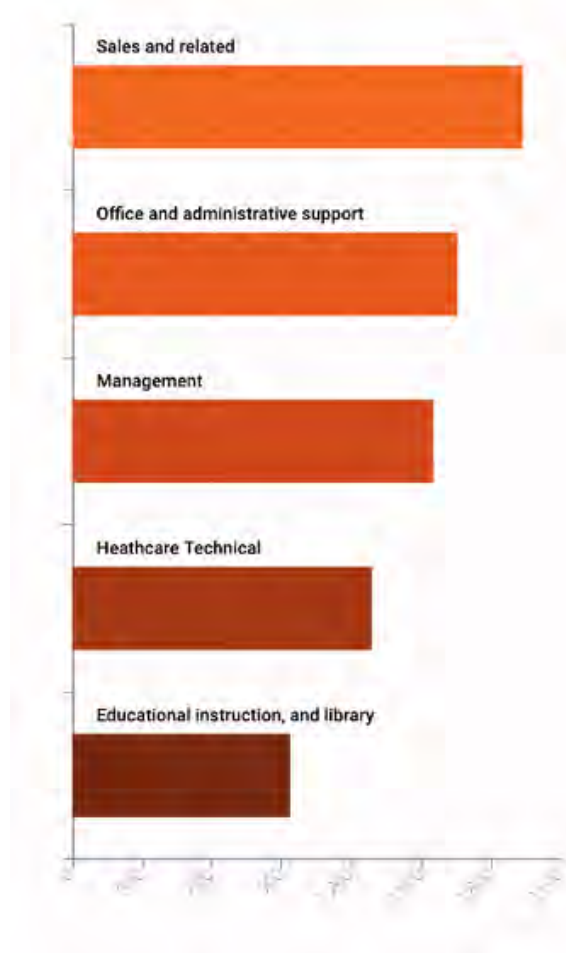 Sales and related
Office and administrative support
Management
Heathcare Technical
Educational instruction, and library